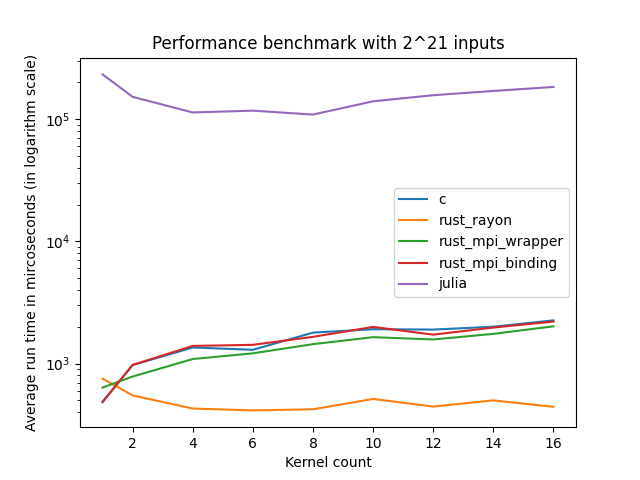 Performance benchmark with 2^21 inputs
Average run time in mircoseconds (in logarithm scale)
10^5
10^4
10^3
c
rust_rayon
rust_mpi_wrapper
rust_mpi_binding
julia
2 4 6 8 10 12 14 16
Kernel count